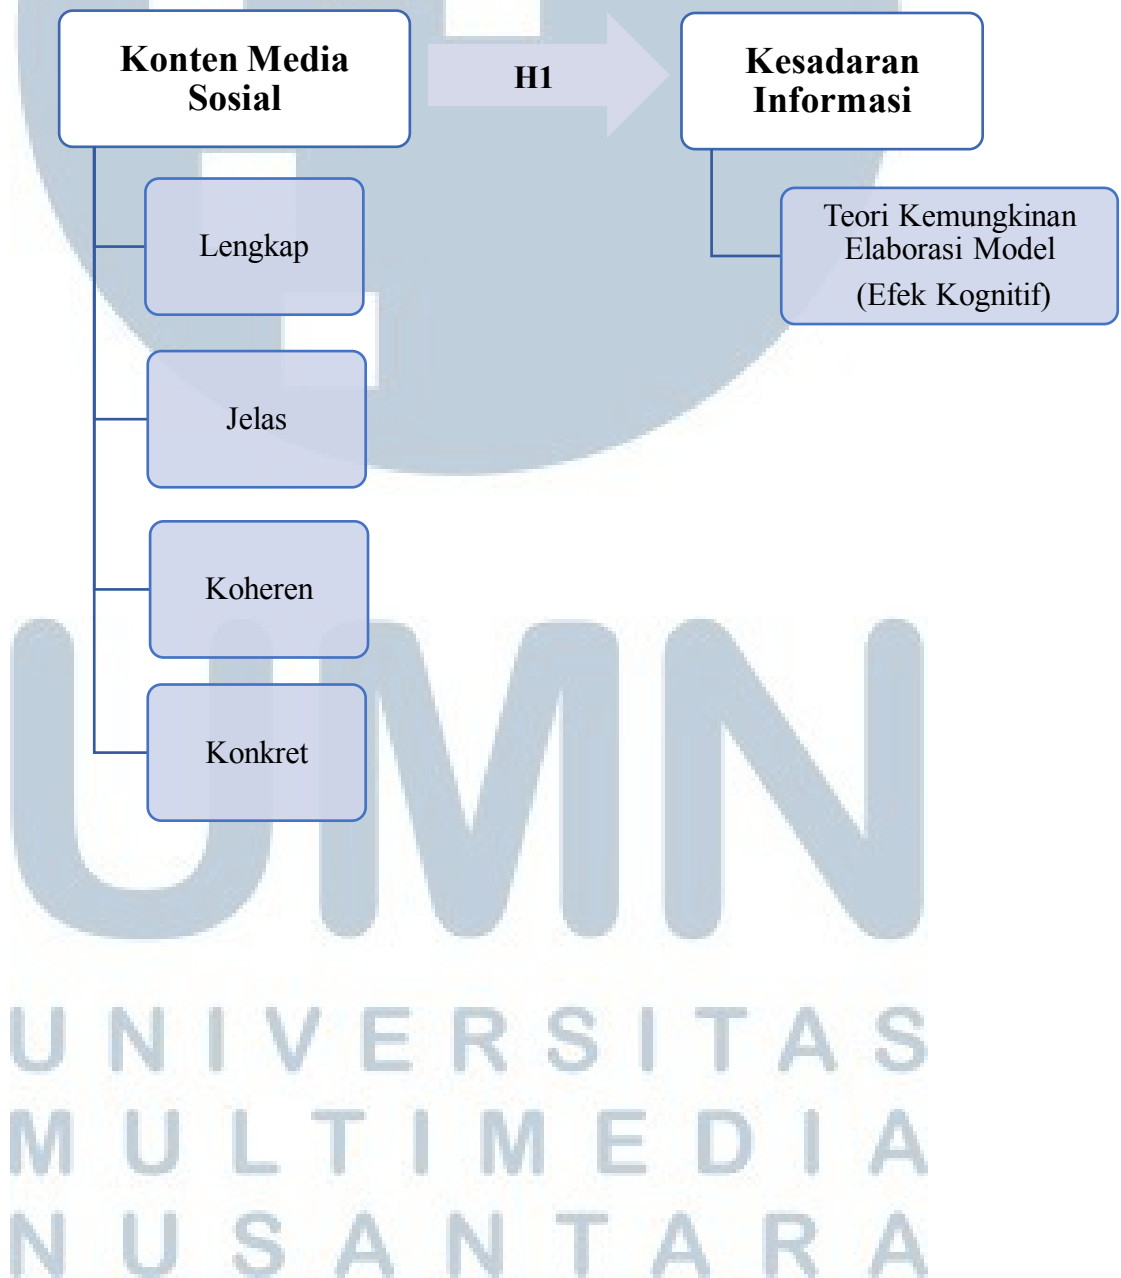 Konten Media
Sosial
H1
Kesadaran
Informasi
Lengkap
Teori Kemungkinan
Elaborasi Model
(Efek Kognitif)
Jelas
Koheren
Konkret
UMN
UNIVERSITAS
MULTIMEDIA
NUSANTARA